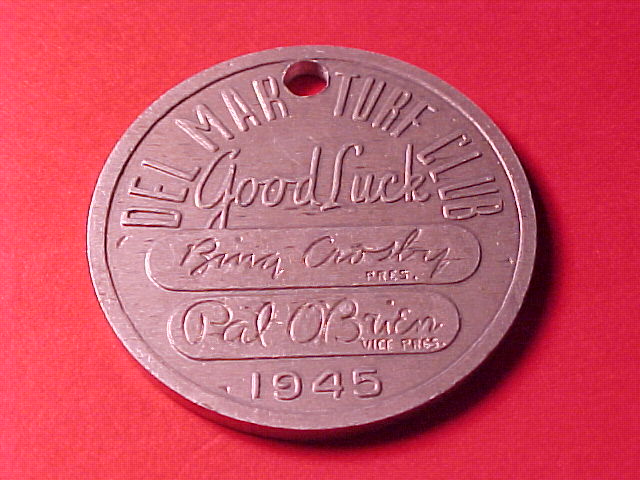 DEL MAR TURF CLUB
Good Luck
Bing Crosby
PRES.
Pat O'Brien
VICE PRES.
1945